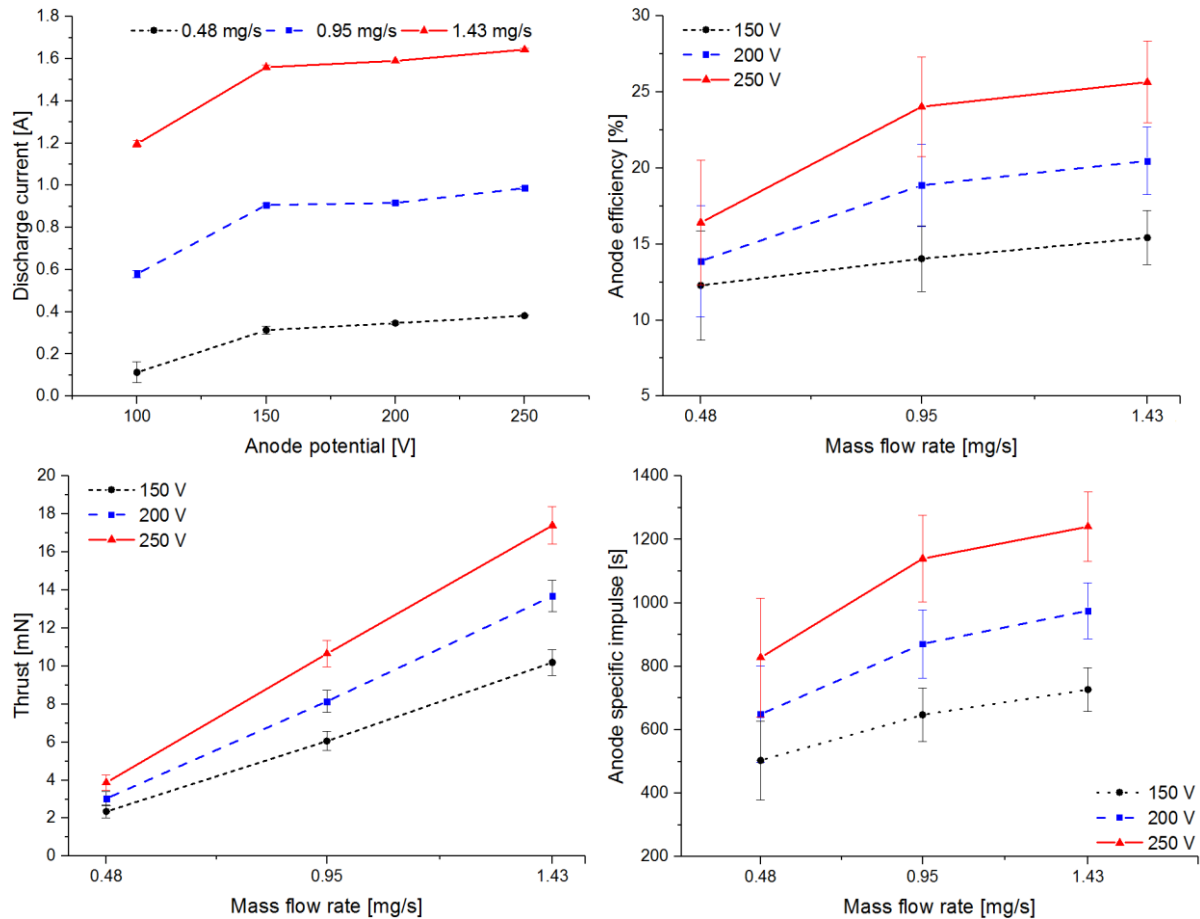 0.48 mg/s 0.95 mg/s 1.43 mg/s
Discharge current [A]
1.8
1.6
1.4
1.2
1.0
0.8
0.6
0.4
0.2
0.0
100 150 200 250
Anode potential [V]
150 V
200 V
250 V
Anode efficiency [%]
30
25
20
15
10
5
0.48 0.95 1.43
Mass flow rate [mg/s]
150 V
200 V
250 V
Thrust [mN]
20
18
16
14
12
10
8
6
4
2
0
0.48 0.95 1.43
Mass flow rate [mg/s]
Anode specific impulse [s]
1400
1200
1000
800
600
400
200
150 V
200 V
250 V
0.48 0.95 1.43
Mass flow rate [mg/s]